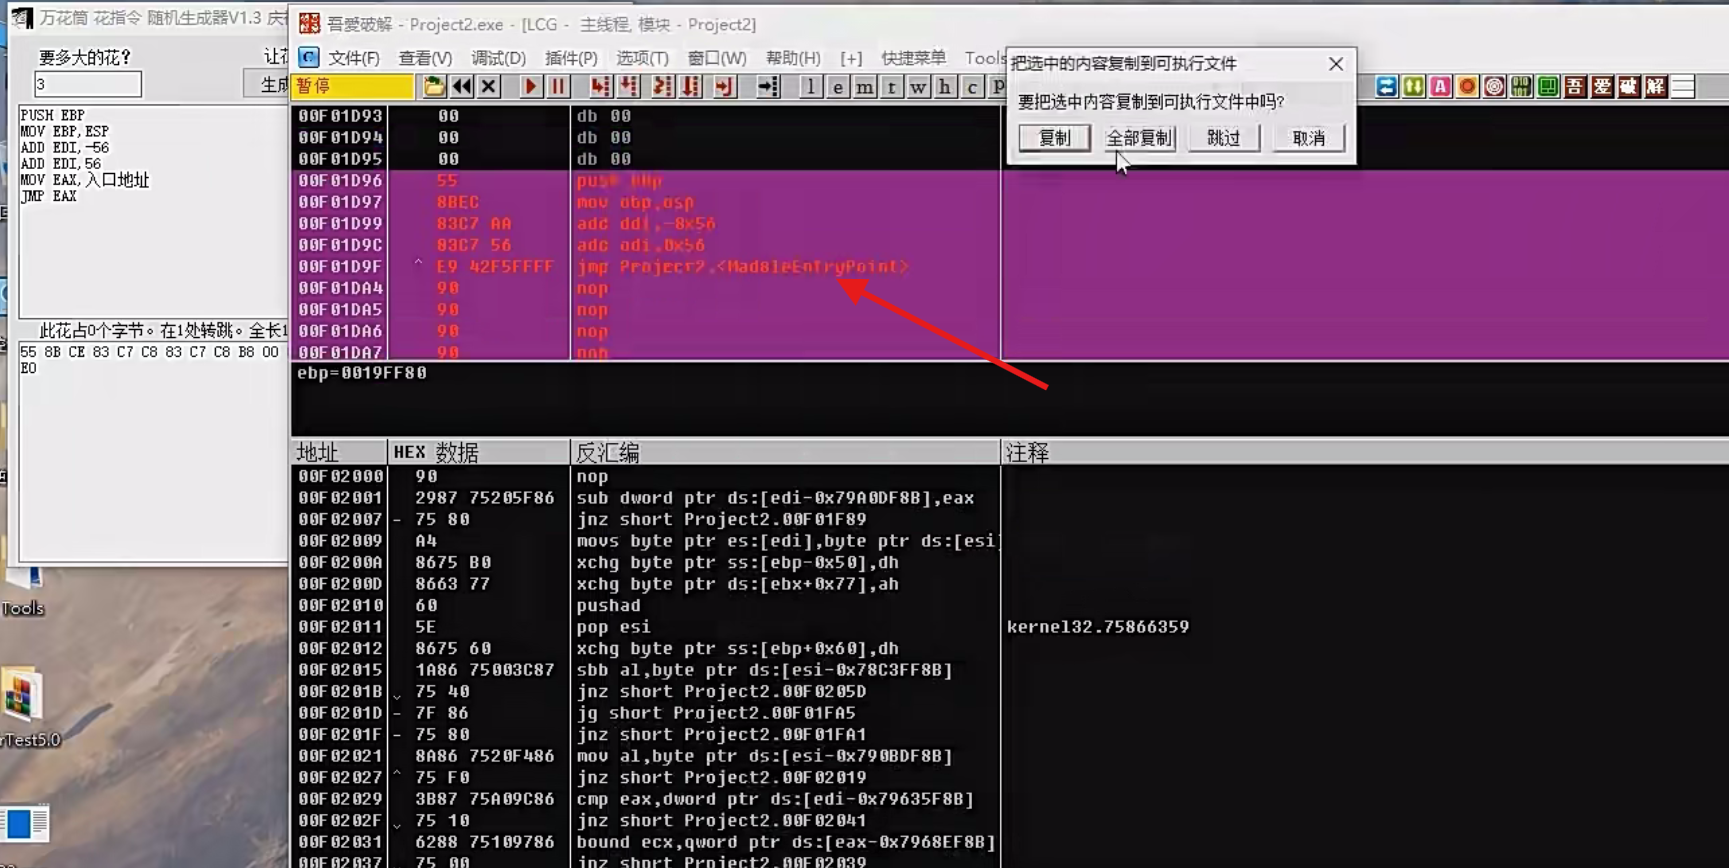 万花筒 花指令 随机生成器V1.3 庆
要多大的花?
让花
3
生成
PUSH EBP
MOV EBP,ESP
ADD EDI,-56
ADD EDI,56
MOV EAX,入口地址
JMP EAX
此花占0个字节。在1处转跳。全长1
55 8B CE 83 C7 C8 83 C7 C8 B8 00
E0
Tools
rTest5.0
吾愛破解 - Project2.exe - [LCG - 主线程, 模块 - Project2]
文件(F) 查看(V) 调试(D) 插件(P) 选项(T) 窗口(W) 帮助(H) [+] 快捷菜单 Tools
暂停
l e m t w h c P
吾 爱 破 解
把选中的内容复制到可执行文件
要把选中内容复制到可执行文件中吗?
复制 全部复制 跳过 取消
00F01D93 00 db 00
00F01D94 00 db 00
00F01D95 00 db 00
00F01D96 55 push ebp
00F01D97 8BEC mov ebp,esp
00F01D99 83C7 AA add edi,-0x56
00F01D9C 83C7 56 add edi,0x56
00F01D9F ^ E9 42F5FFFF jmp Project2.<ModuleEntryPoint>
00F01DA4 90 nop
00F01DA5 90 nop
00F01DA6 90 nop
00F01DA7 90 nop
ebp=0019FF80
地址 HEX 数据 反汇编 注释
00F02000 90 nop
00F02001 2987 75205F86 sub dword ptr ds:[edi-0x79A0DF8B],eax
00F02007 - 75 80 jnz short Project2.00F01F89
00F02009 A4 movs byte ptr es:[edi],byte ptr ds:[esi]
00F0200A 8675 B0 xchg byte ptr ss:[ebp-0x50],dh
00F0200D 8663 77 xchg byte ptr ds:[ebx+0x77],ah
00F02010 60 pushad
00F02011 5E pop esi kernel32.75866359
00F02012 8675 60 xchg byte ptr ss:[ebp+0x60],dh
00F02015 1A86 75003C87 sbb al,byte ptr ds:[esi-0x78C3FF8B]
00F0201B 75 40 jnz short Project2.00F0205D
00F0201D - 7F 86 jg short Project2.00F01FA5
00F0201F - 75 80 jnz short Project2.00F01FA1
00F02021 8A86 7520F486 mov al,byte ptr ds:[esi-0x790BDF8B]
00F02027 ^ 75 F0 jnz short Project2.00F02019
00F02029 3B87 75A09C86 cmp eax,dword ptr ds:[edi-0x79635F8B]
00F0202F 75 10 jnz short Project2.00F02041
00F02031 6288 75109786 bound ecx,qword ptr ds:[eax-0x7968EF8B]
00F02037 75 00 jnz short Project2.00F02039